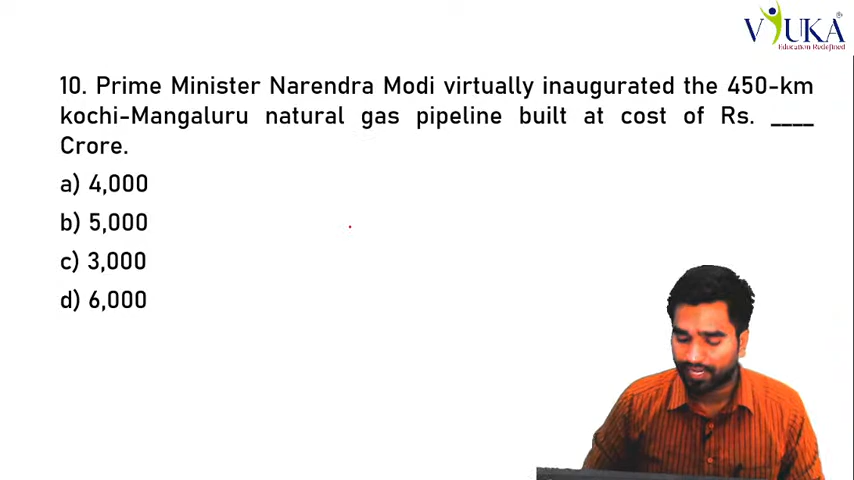 VYUKA
®
Education Redefined
10. Prime Minister Narendra Modi virtually inaugurated the 450-km
kochi-Mangaluru natural gas pipeline built at cost of Rs. ____
Crore.
a) 4,000
b) 5,000
c) 3,000
d) 6,000